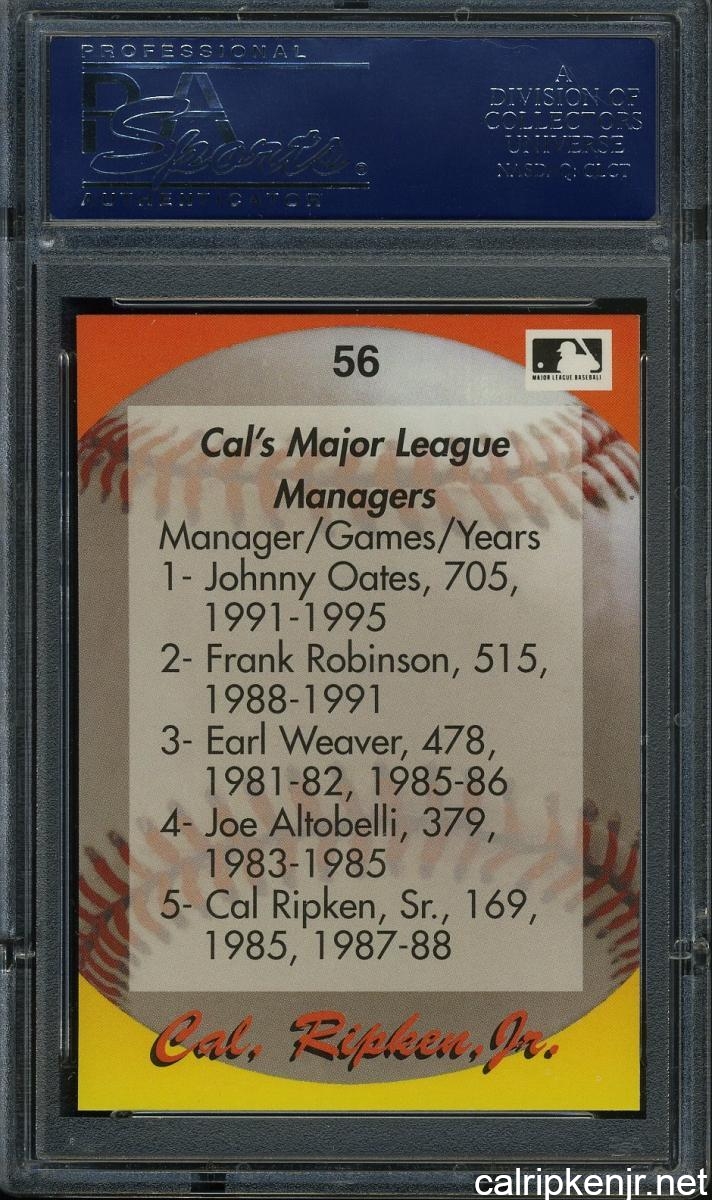 PROFESSIONAL
PSA
Sports
AUTHENTICATOR
A
DIVISION OF
COLLECTORS
UNIVERSE
NASDAQ: CLCT
56
MAJOR LEAGUE BASEBALL
Cal's Major League
Managers
Manager/Games/Years
1- Johnny Oates, 705,
1991-1995
2- Frank Robinson, 515,
1988-1991
3- Earl Weaver, 478,
1981-82, 1985-86
4- Joe Altobelli, 379,
1983-1985
5- Cal Ripken, Sr., 169,
1985, 1987-88
Cal, Ripken, Jr.
calripkenjr.net